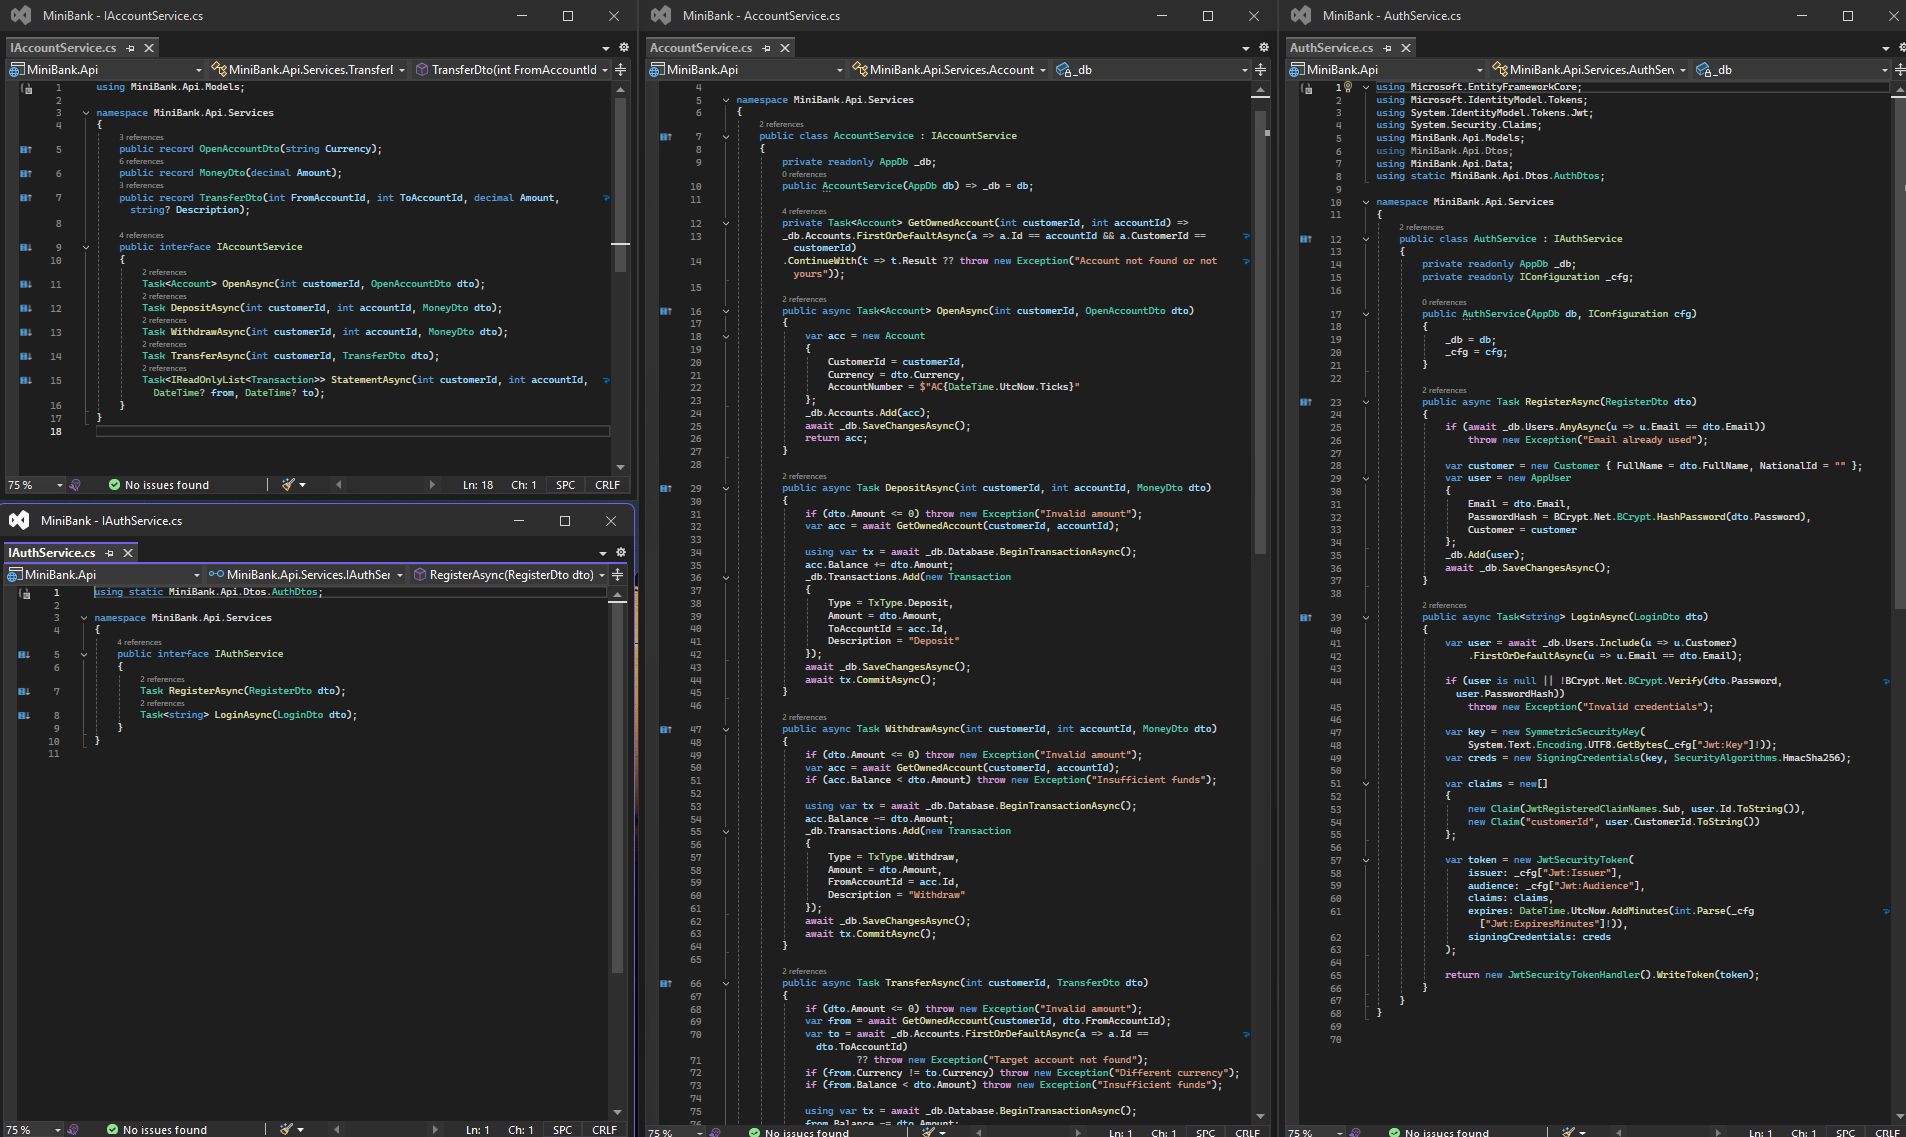 MiniBank - IAccountService.cs
IAccountService.cs
MiniBank.Api
MiniBank.Api.Services.Transferl
TransferDto(int FromAccountId
1 using MiniBank.Api.Models;
2
3 namespace MiniBank.Api.Services
4 {
3 references
5 public record OpenAccountDto(string Currency);
6 references
6 public record MoneyDto(decimal Amount);
3 references
7 public record TransferDto(int FromAccountId, int ToAccountId, decimal Amount,
string? Description);
8
4 references
9 public interface IAccountService
10 {
2 references
11 Task<Account> OpenAsync(int customerId, OpenAccountDto dto);
2 references
12 Task DepositAsync(int customerId, int accountId, MoneyDto dto);
2 references
13 Task WithdrawAsync(int customerId, int accountId, MoneyDto dto);
2 references
14 Task TransferAsync(int customerId, TransferDto dto);
2 references
15 Task<IReadOnlyList<Transaction>> StatementAsync(int customerId, int accountId,
DateTime? from, DateTime? to);
16 }
17 }
18
75 % No issues found Ln: 18 Ch: 1 SPC CRLF
MiniBank - IAuthService.cs
IAuthService.cs
MiniBank.Api
MiniBank.Api.Services.IAuthSer
RegisterAsync(RegisterDto dto)
1 using static MiniBank.Api.Dtos.AuthDtos;
2
3 namespace MiniBank.Api.Services
4 {
4 references
5 public interface IAuthService
6 {
2 references
7 Task RegisterAsync(RegisterDto dto);
2 references
8 Task<string> LoginAsync(LoginDto dto);
9 }
10 }
11
75 % No issues found Ln: 1 Ch: 1 SPC CRLF
MiniBank - AccountService.cs
AccountService.cs
MiniBank.Api
MiniBank.Api.Services.Account
_db
4
5 namespace MiniBank.Api.Services
6 {
2 references
7 public class AccountService : IAccountService
8 {
9 private readonly AppDb _db;
0 references
10 public AccountService(AppDb db) => _db = db;
11
4 references
12 private Task<Account> GetOwnedAccount(int customerId, int accountId) =>
13 _db.Accounts.FirstOrDefaultAsync(a => a.Id == accountId && a.CustomerId ==
customerId)
14 .ContinueWith(t => t.Result ?? throw new Exception("Account not found or not
yours"));
15
2 references
16 public async Task<Account> OpenAsync(int customerId, OpenAccountDto dto)
17 {
18 var acc = new Account
19 {
20 CustomerId = customerId,
21 Currency = dto.Currency,
22 AccountNumber = $"AC{DateTime.UtcNow.Ticks}"
23 };
24 _db.Accounts.Add(acc);
25 await _db.SaveChangesAsync();
26 return acc;
27 }
28
2 references
29 public async Task DepositAsync(int customerId, int accountId, MoneyDto dto)
30 {
31 if (dto.Amount <= 0) throw new Exception("Invalid amount");
32 var acc = await GetOwnedAccount(customerId, accountId);
33
34 using var tx = await _db.Database.BeginTransactionAsync();
35 acc.Balance += dto.Amount;
36 _db.Transactions.Add(new Transaction
37 {
38 Type = TxType.Deposit,
39 Amount = dto.Amount,
40 ToAccountId = acc.Id,
41 Description = "Deposit"
42 });
43 await _db.SaveChangesAsync();
44 await tx.CommitAsync();
45 }
46
2 references
47 public async Task WithdrawAsync(int customerId, int accountId, MoneyDto dto)
48 {
49 if (dto.Amount <= 0) throw new Exception("Invalid amount");
50 var acc = await GetOwnedAccount(customerId, accountId);
51 if (acc.Balance < dto.Amount) throw new Exception("Insufficient funds");
52
53 using var tx = await _db.Database.BeginTransactionAsync();
54 acc.Balance -= dto.Amount;
55 _db.Transactions.Add(new Transaction
56 {
57 Type = TxType.Withdraw,
58 Amount = dto.Amount,
59 FromAccountId = acc.Id,
60 Description = "Withdraw"
61 });
62 await _db.SaveChangesAsync();
63 await tx.CommitAsync();
64 }
65
2 references
66 public async Task TransferAsync(int customerId, TransferDto dto)
67 {
68 if (dto.Amount <= 0) throw new Exception("Invalid amount");
69 var from = await GetOwnedAccount(customerId, dto.FromAccountId);
70 var to = await _db.Accounts.FirstOrDefaultAsync(a => a.Id ==
dto.ToAccountId)
71 ?? throw new Exception("Target account not found");
72 if (from.Currency != to.Currency) throw new Exception("Different currency");
73 if (from.Balance < dto.Amount) throw new Exception("Insufficient funds");
74
75 using var tx = await _db.Database.BeginTransactionAsync();
76 from.Balance -= dto.Amount;
75 % No issues found Ln: 1 Ch: 1 SPC CRLF
MiniBank - AuthService.cs
AuthService.cs
MiniBank.Api
MiniBank.Api.Services.AuthSer
_db
1 using Microsoft.EntityFrameworkCore;
2 using Microsoft.IdentityModel.Tokens;
3 using System.IdentityModel.Tokens.Jwt;
4 using System.Security.Claims;
5 using MiniBank.Api.Models;
6 using MiniBank.Api.Dtos;
7 using MiniBank.Api.Data;
8 using static MiniBank.Api.Dtos.AuthDtos;
9
10 namespace MiniBank.Api.Services
11 {
2 references
12 public class AuthService : IAuthService
13 {
14 private readonly AppDb _db;
15 private readonly IConfiguration _cfg;
16
0 references
17 public AuthService(AppDb db, IConfiguration cfg)
18 {
19 _db = db;
20 _cfg = cfg;
21 }
22
2 references
23 public async Task RegisterAsync(RegisterDto dto)
24 {
25 if (await _db.Users.AnyAsync(u => u.Email == dto.Email))
26 throw new Exception("Email already used");
27
28 var customer = new Customer { FullName = dto.FullName, NationalId = "" };
29 var user = new AppUser
30 {
31 Email = dto.Email,
32 PasswordHash = BCrypt.Net.BCrypt.HashPassword(dto.Password),
33 Customer = customer
34 };
35 _db.Add(user);
36 await _db.SaveChangesAsync();
37 }
38
2 references
39 public async Task<string> LoginAsync(LoginDto dto)
40 {
41 var user = await _db.Users.Include(u => u.Customer)
42 .FirstOrDefaultAsync(u => u.Email == dto.Email);
43
44 if (user is null || !BCrypt.Net.BCrypt.Verify(dto.Password,
user.PasswordHash))
45 throw new Exception("Invalid credentials");
46
47 var key = new SymmetricSecurityKey(
48 System.Text.Encoding.UTF8.GetBytes(_cfg["Jwt:Key"]!));
49 var creds = new SigningCredentials(key, SecurityAlgorithms.HmacSha256);
50
51 var claims = new[]
52 {
53 new Claim(JwtRegisteredClaimNames.Sub, user.Id.ToString()),
54 new Claim("customerId", user.CustomerId.ToString())
55 };
56
57 var token = new JwtSecurityToken(
58 issuer: _cfg["Jwt:Issuer"],
59 audience: _cfg["Jwt:Audience"],
60 claims: claims,
61 expires: DateTime.UtcNow.AddMinutes(int.Parse(_cfg
["Jwt:ExpiresMinutes"]!)),
62 signingCredentials: creds
63 );
64
65 return new JwtSecurityTokenHandler().WriteToken(token);
66 }
67 }
68 }
69
70
75 % No issues found Ln: 1 Ch: 1 SPC CRLF